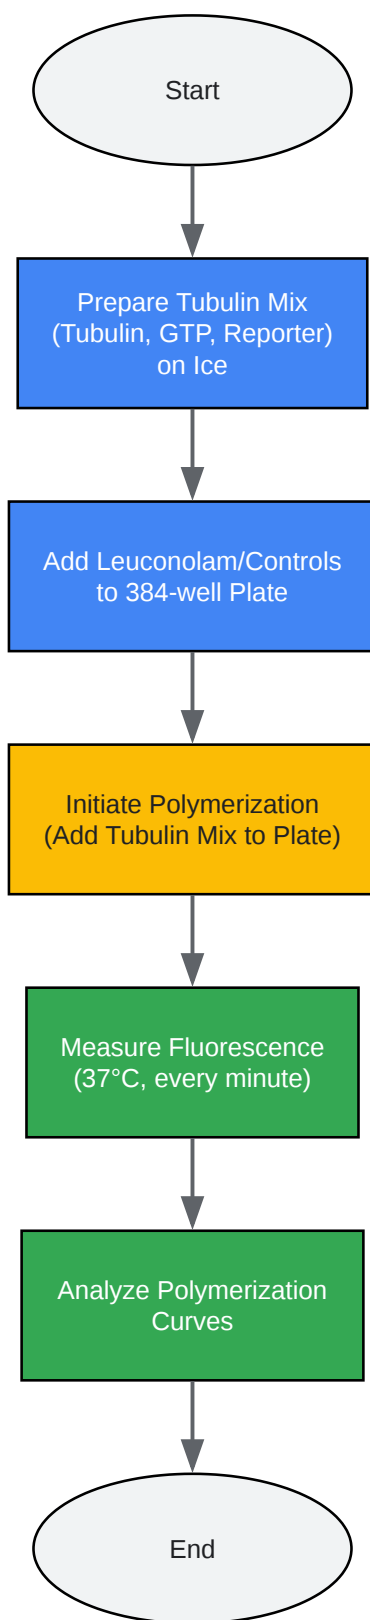 Start
Prepare Tubulin Mix
(Tubulin, GTP, Reporter)
on Ice
Add Leuconolam/Controls
to 384-well Plate
Initiate Polymerization
(Add Tubulin Mix to Plate)
Measure Fluorescence
(37°C, every minute)
Analyze Polymerization
Curves
End